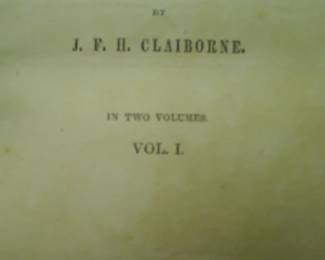 BY
J. F. H. CLAIBORNE.
IN TWO VOLUMES.
VOL. I.